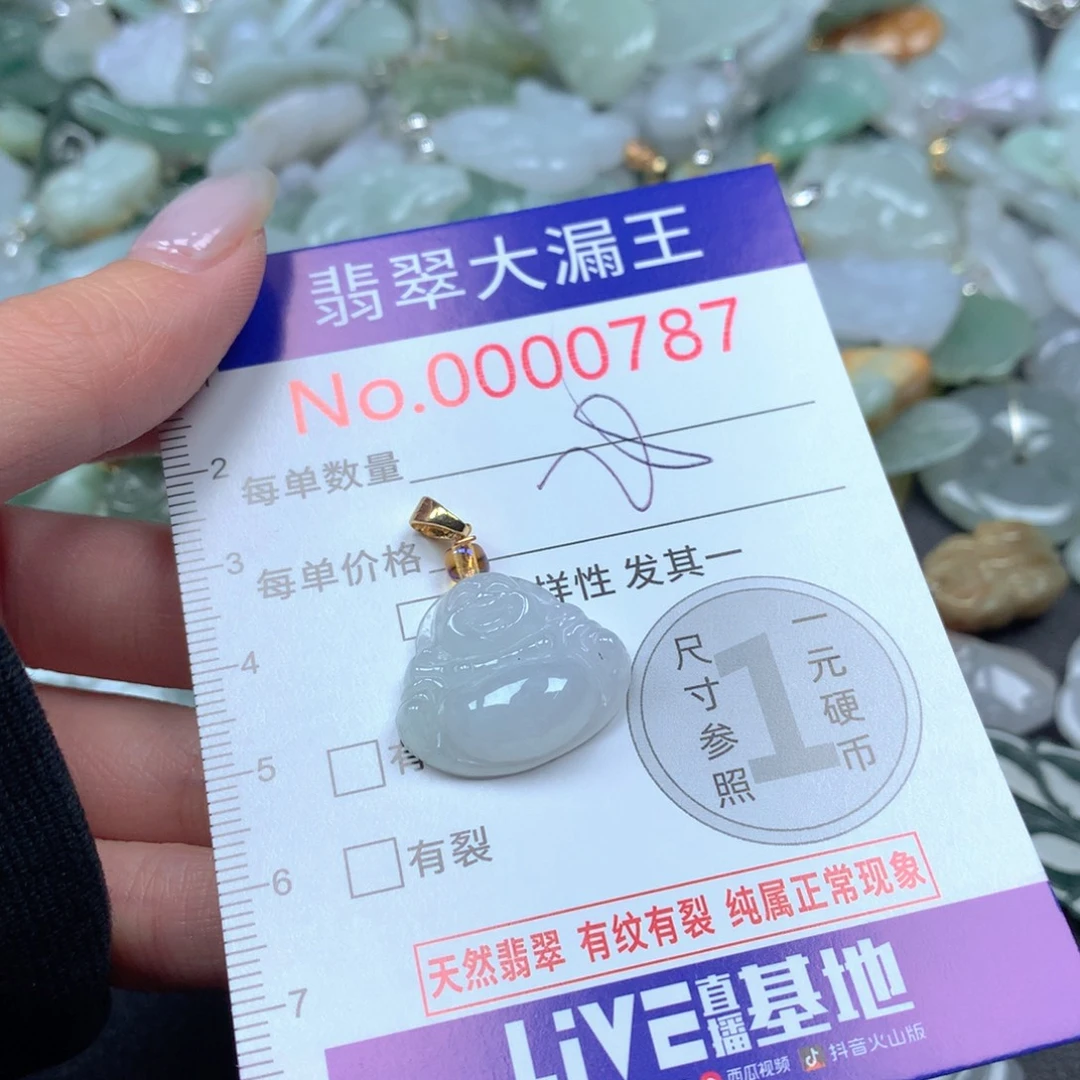 翡翠大漏王
No.0000787
每单数量
每单价格
样性 发其一
有
有裂
2
3
4
5
6
7
尺寸参照
1
一元硬币
天然翡翠 有纹有裂 纯属正常现象
LiVE直播基地
西瓜视频 抖音火山版